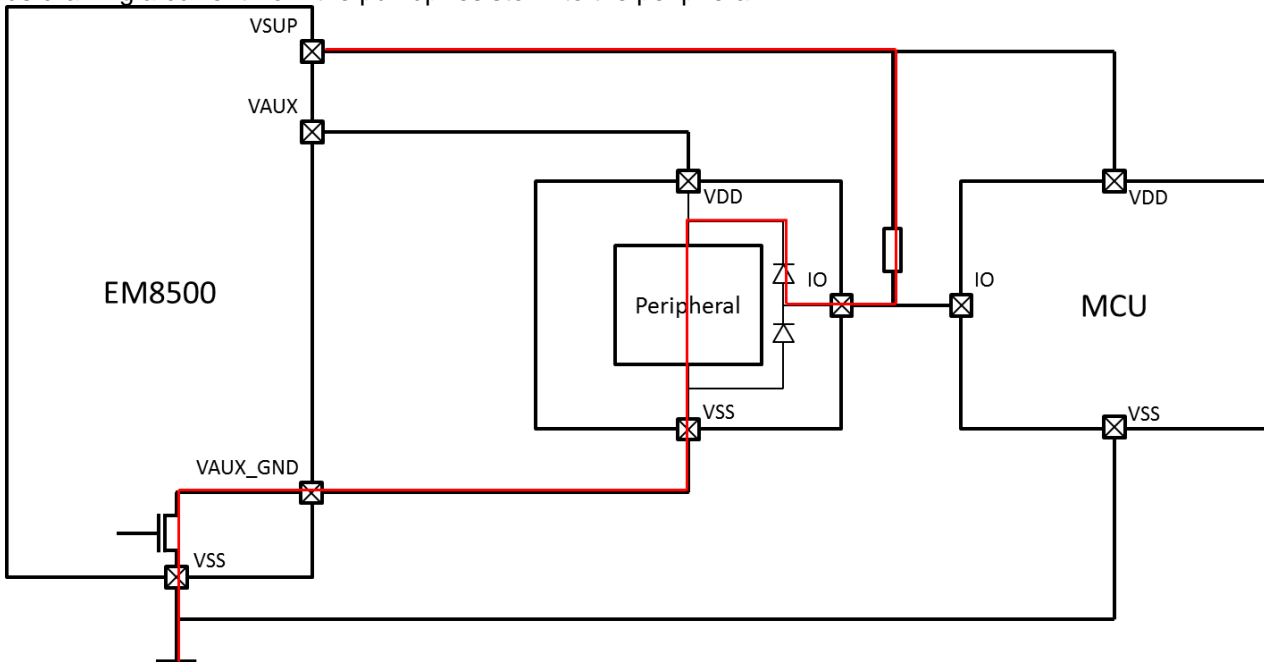 VSUP
VAUX
VDD
VDD
EM8500
IO
IO
Peripheral
MCU
VSS
VSS
VAUX_GND
VSS